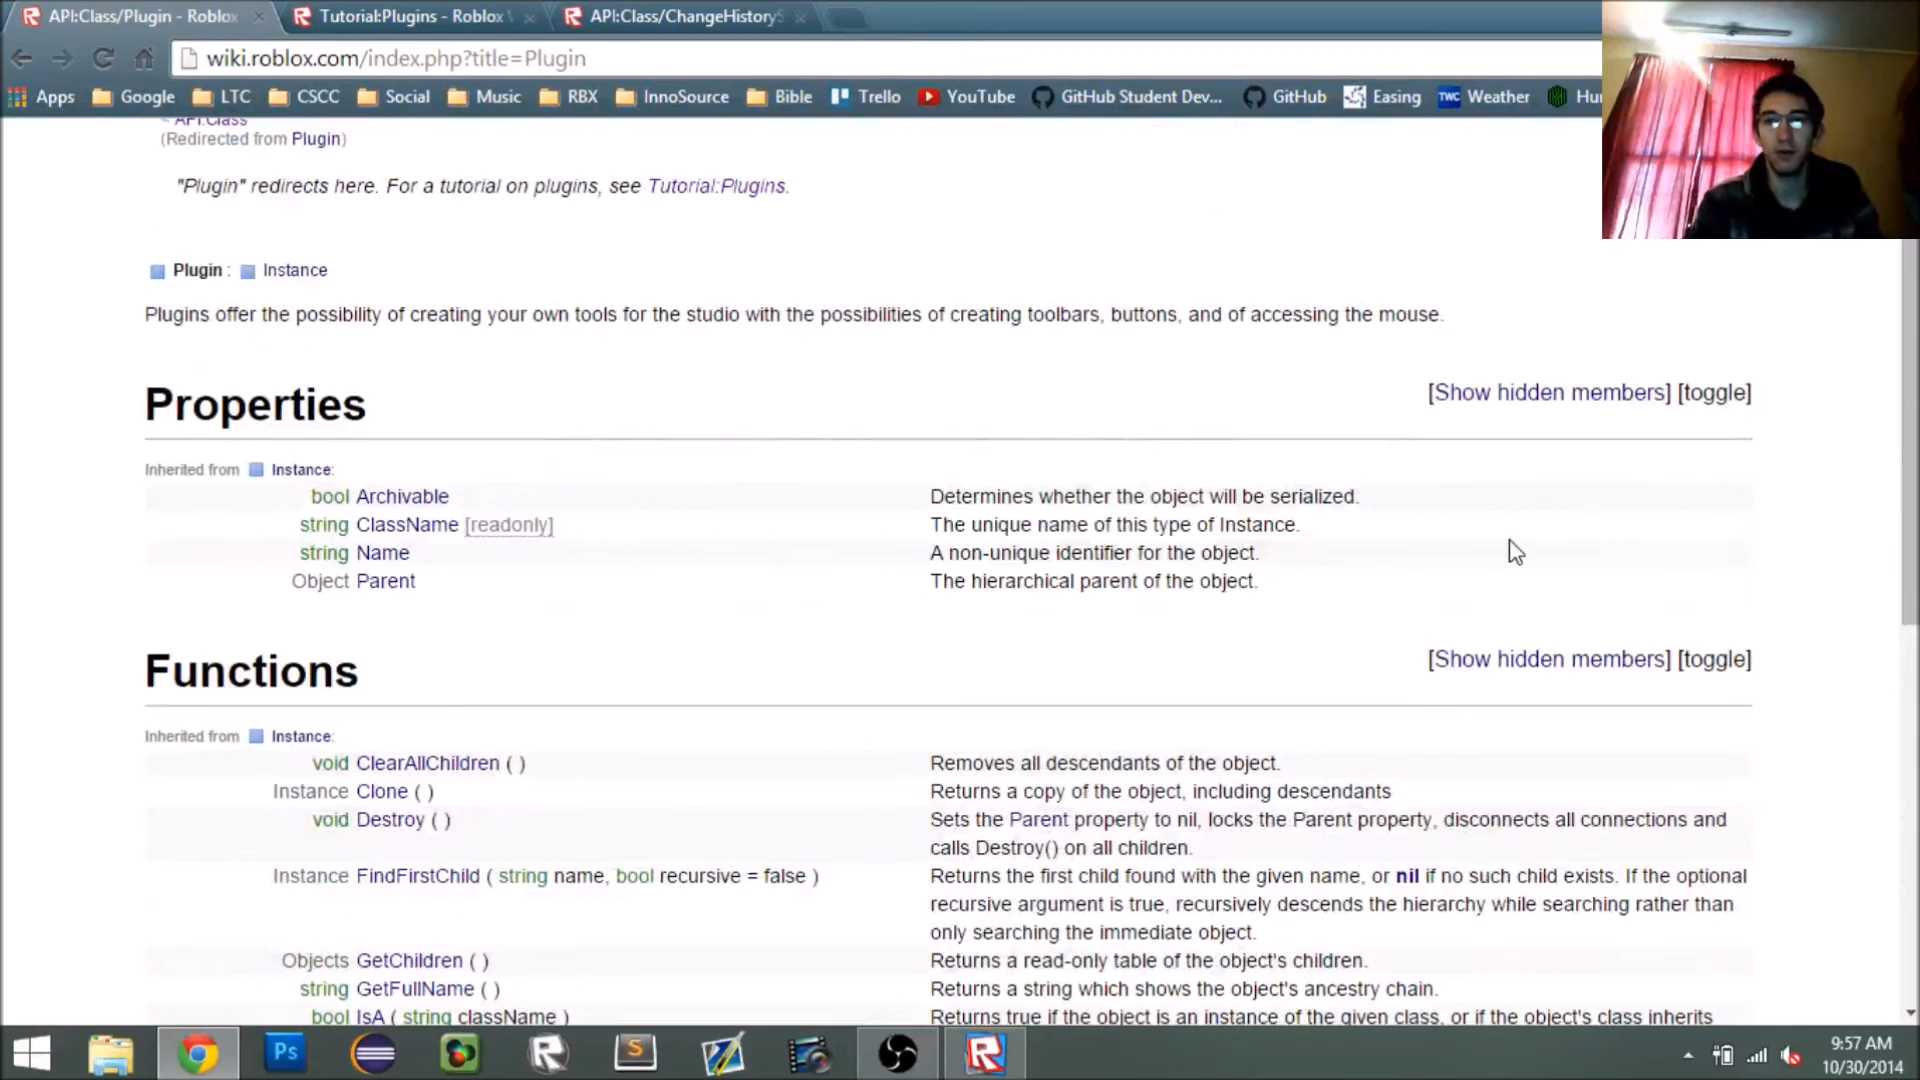 API:Class/Plugin - Roblox
Tutorial:Plugins - Roblox
API:Class/ChangeHistoryS
wiki.roblox.com/index.php?title=Plugin
Apps Google LTC CSCC Social Music RBX InnoSource Bible Trello YouTube GitHub Student Dev... GitHub Easing TWC Weather Hu
< API:Class
(Redirected from Plugin)
"Plugin" redirects here. For a tutorial on plugins, see Tutorial:Plugins.
Plugin : Instance
Plugins offer the possibility of creating your own tools for the studio with the possibilities of creating toolbars, buttons, and of accessing the mouse.
Properties [Show hidden members] [toggle]
Inherited from Instance:
bool Archivable Determines whether the object will be serialized.
string ClassName [readonly] The unique name of this type of Instance.
string Name A non-unique identifier for the object.
Object Parent The hierarchical parent of the object.
Functions [Show hidden members] [toggle]
Inherited from Instance:
void ClearAllChildren ( ) Removes all descendants of the object.
Instance Clone ( ) Returns a copy of the object, including descendants
void Destroy ( ) Sets the Parent property to nil, locks the Parent property, disconnects all connections and
calls Destroy() on all children.
Instance FindFirstChild ( string name, bool recursive = false ) Returns the first child found with the given name, or nil if no such child exists. If the optional
recursive argument is true, recursively descends the hierarchy while searching rather than
only searching the immediate object.
Objects GetChildren ( ) Returns a read-only table of the object's children.
string GetFullName ( ) Returns a string which shows the object's ancestry chain.
bool IsA ( string className ) Returns true if the object is an instance of the given class, or if the object's class inherits
Ps
S
9:57 AM
10/30/2014